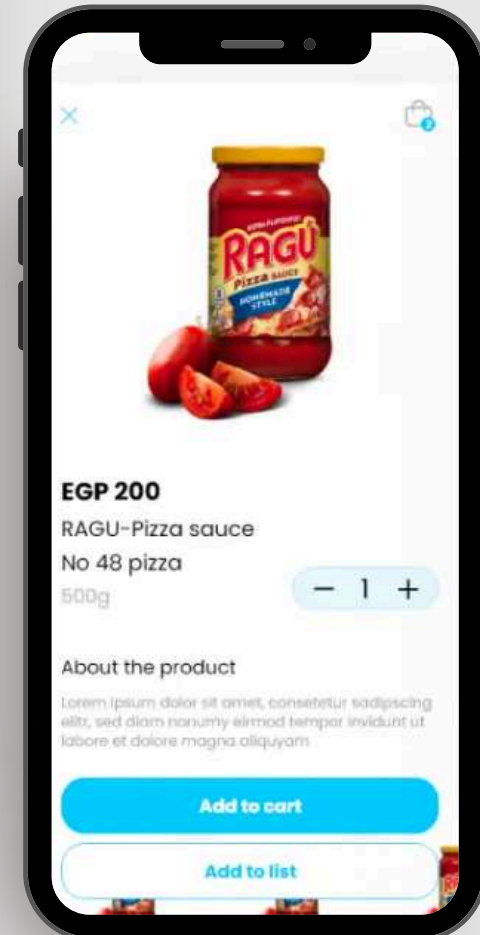 2
RAGÚ
Pizza SAUCE
HOMEMADE
STYLE
EGP 200
RAGU-Pizza sauce
No 48 pizza
500g
− 1 +
About the product
Lorem ipsum dolor sit amet, consetetur sadipscing
elitr, sed diam nonumy eirmod tempor invidunt ut
labore et dolore magna aliquyam
Add to cart
Add to list